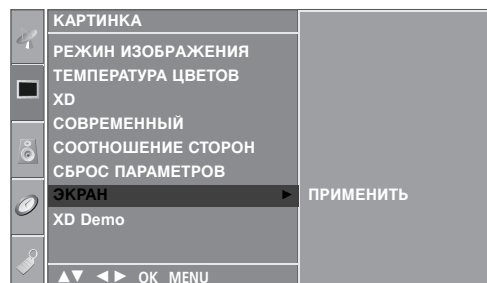 КАРТИНКА
РЕЖИН ИЗОБРАЖЕНИЯ
ТЕМПЕРАТУРА ЦВЕТОВ
XD
СОВРЕМЕННЫЙ
СООТНОШЕНИЕ СТОРОН
СБРОС ПАРАМЕТРОВ
ЭКРАН ► ПРИМЕНИТЬ
XD Demo
▲▼ ◄► OK MENU